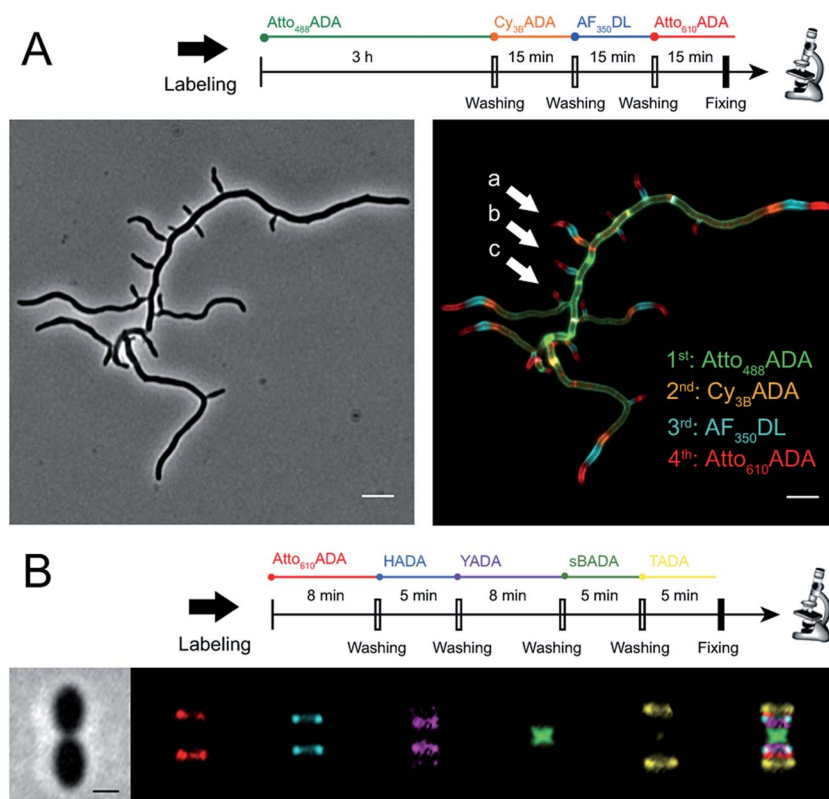 A
Atto488ADA Cy3BADA AF350DL Atto610ADA
3 h 15 min 15 min 15 min
Labeling
Washing Washing Washing Fixing
a
b
c
1st: Atto488ADA
2nd: Cy3BADA
3rd: AF350DL
4th: Atto610ADA
B
Atto610ADA HADA YADA sBADA TADA
8 min 5 min 8 min 5 min 5 min
Labeling
Washing Washing Washing Washing Fixing